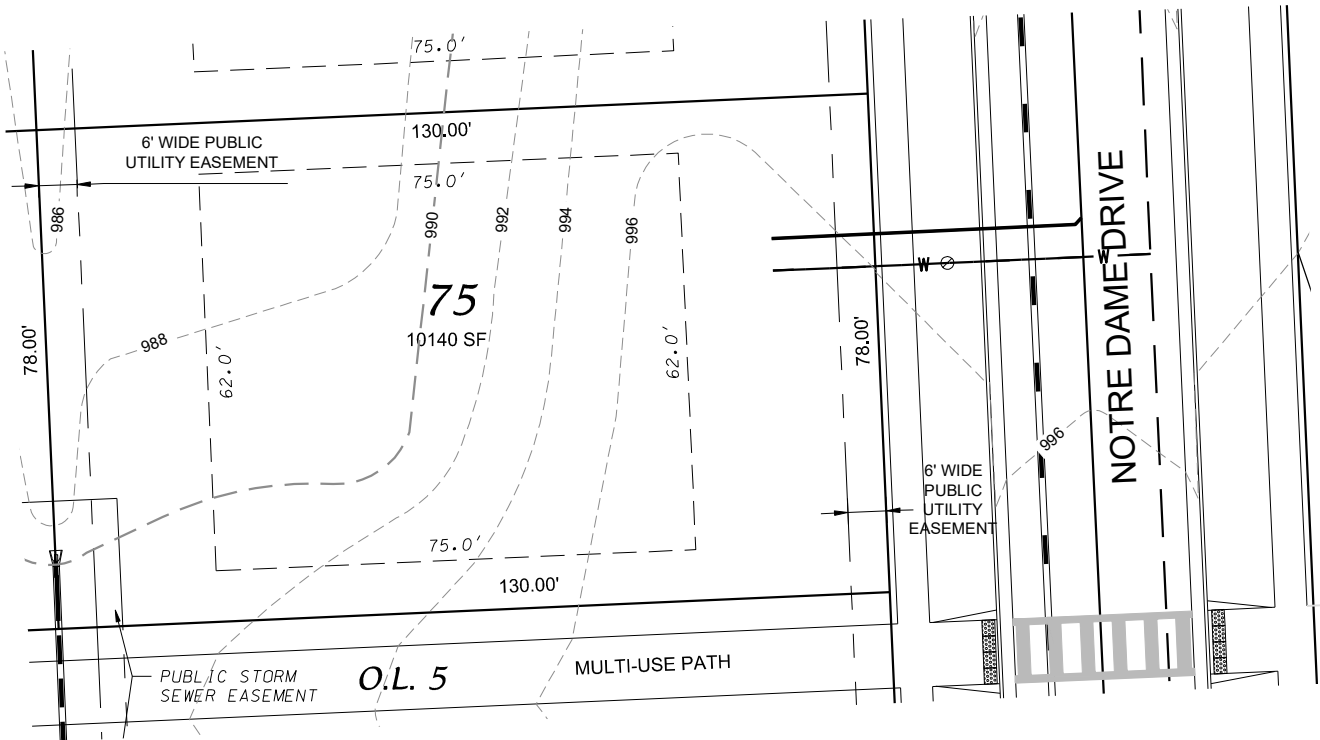 75.0'
130.00'
6' WIDE PUBLIC
UTILITY EASEMENT
75.0'
986
990
992
994
996
988
75
10140 SF
78.00'
62.0'
62.0'
78.00'
W
W
NOTRE DAME DRIVE
996
6' WIDE
PUBLIC
UTILITY
EASEMENT
75.0'
130.00'
PUBLIC STORM
SEWER EASEMENT
O.L. 5
MULTI-USE PATH